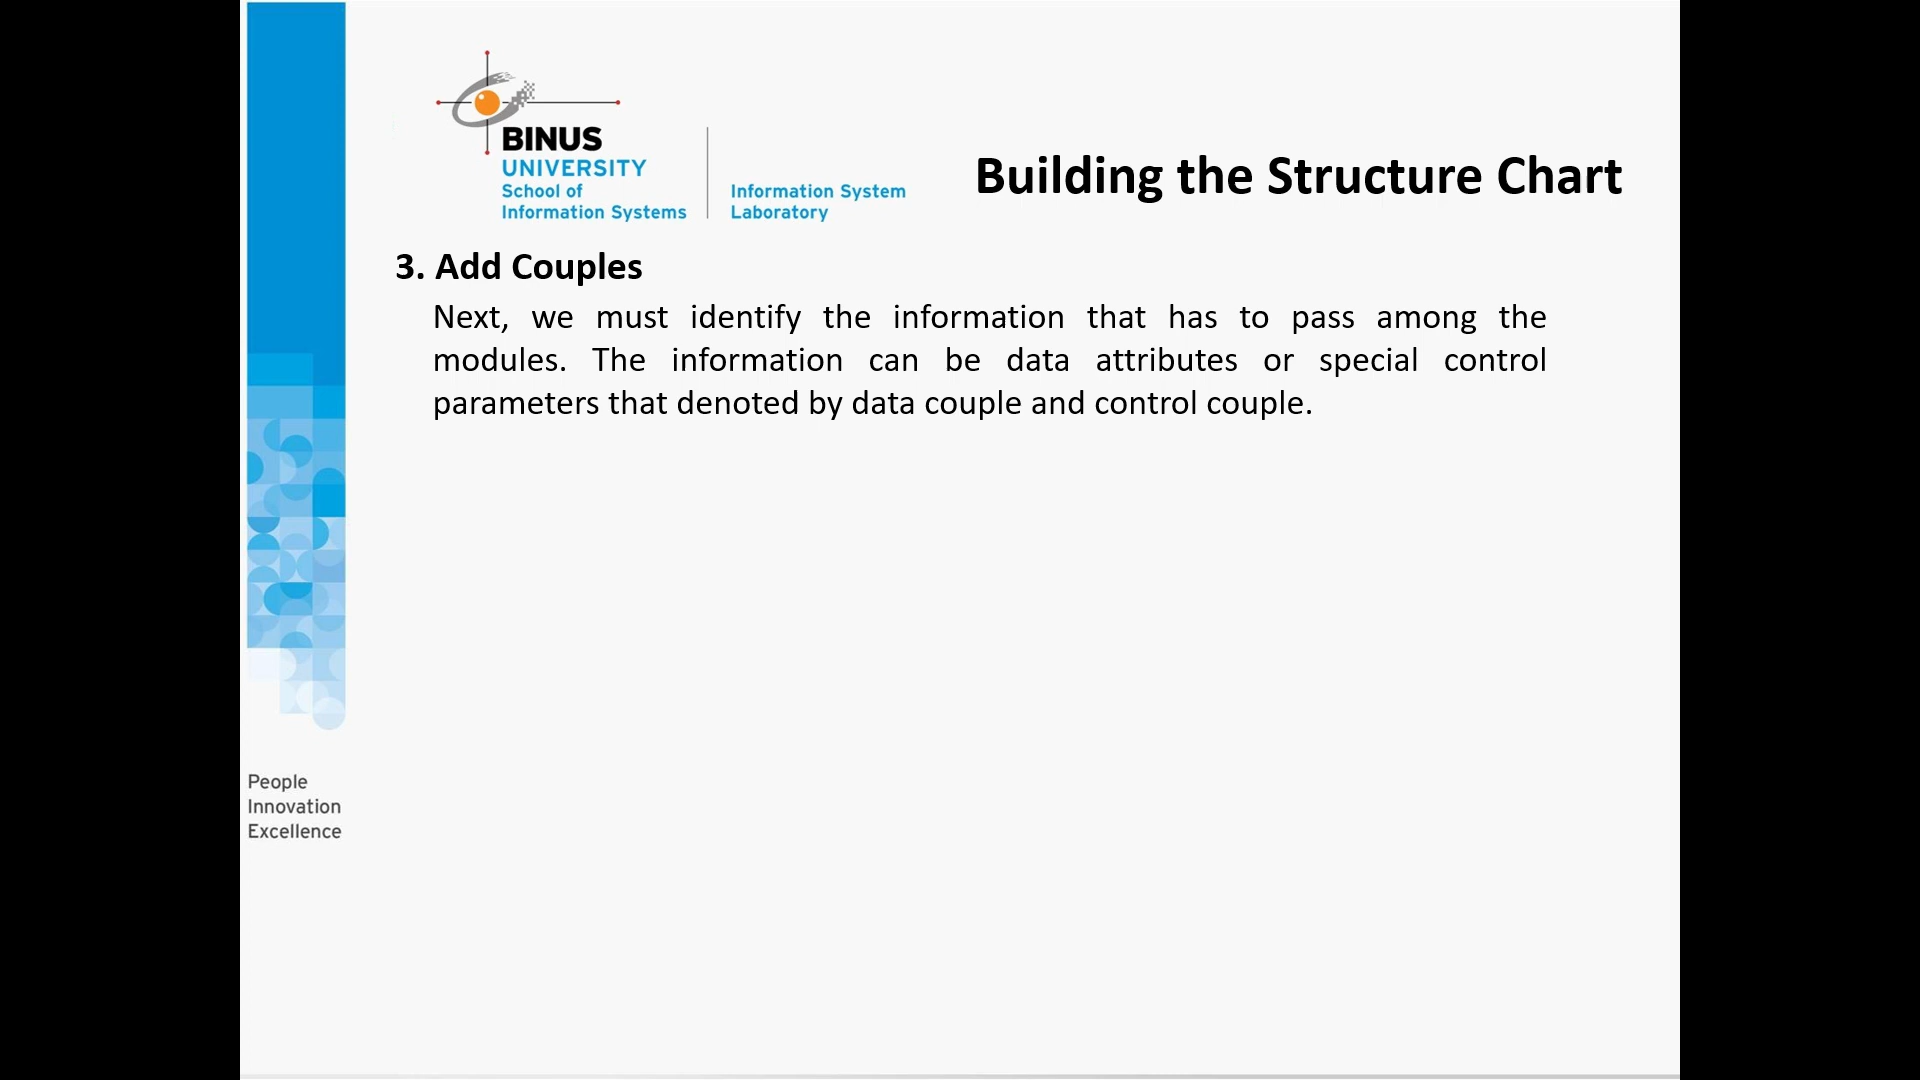 BINUS
UNIVERSITY
School of
Information Systems
Information System
Laboratory
Building the Structure Chart
3. Add Couples
Next, we must identify the information that has to pass among the
modules. The information can be data attributes or special control
parameters that denoted by data couple and control couple.
People
Innovation
Excellence